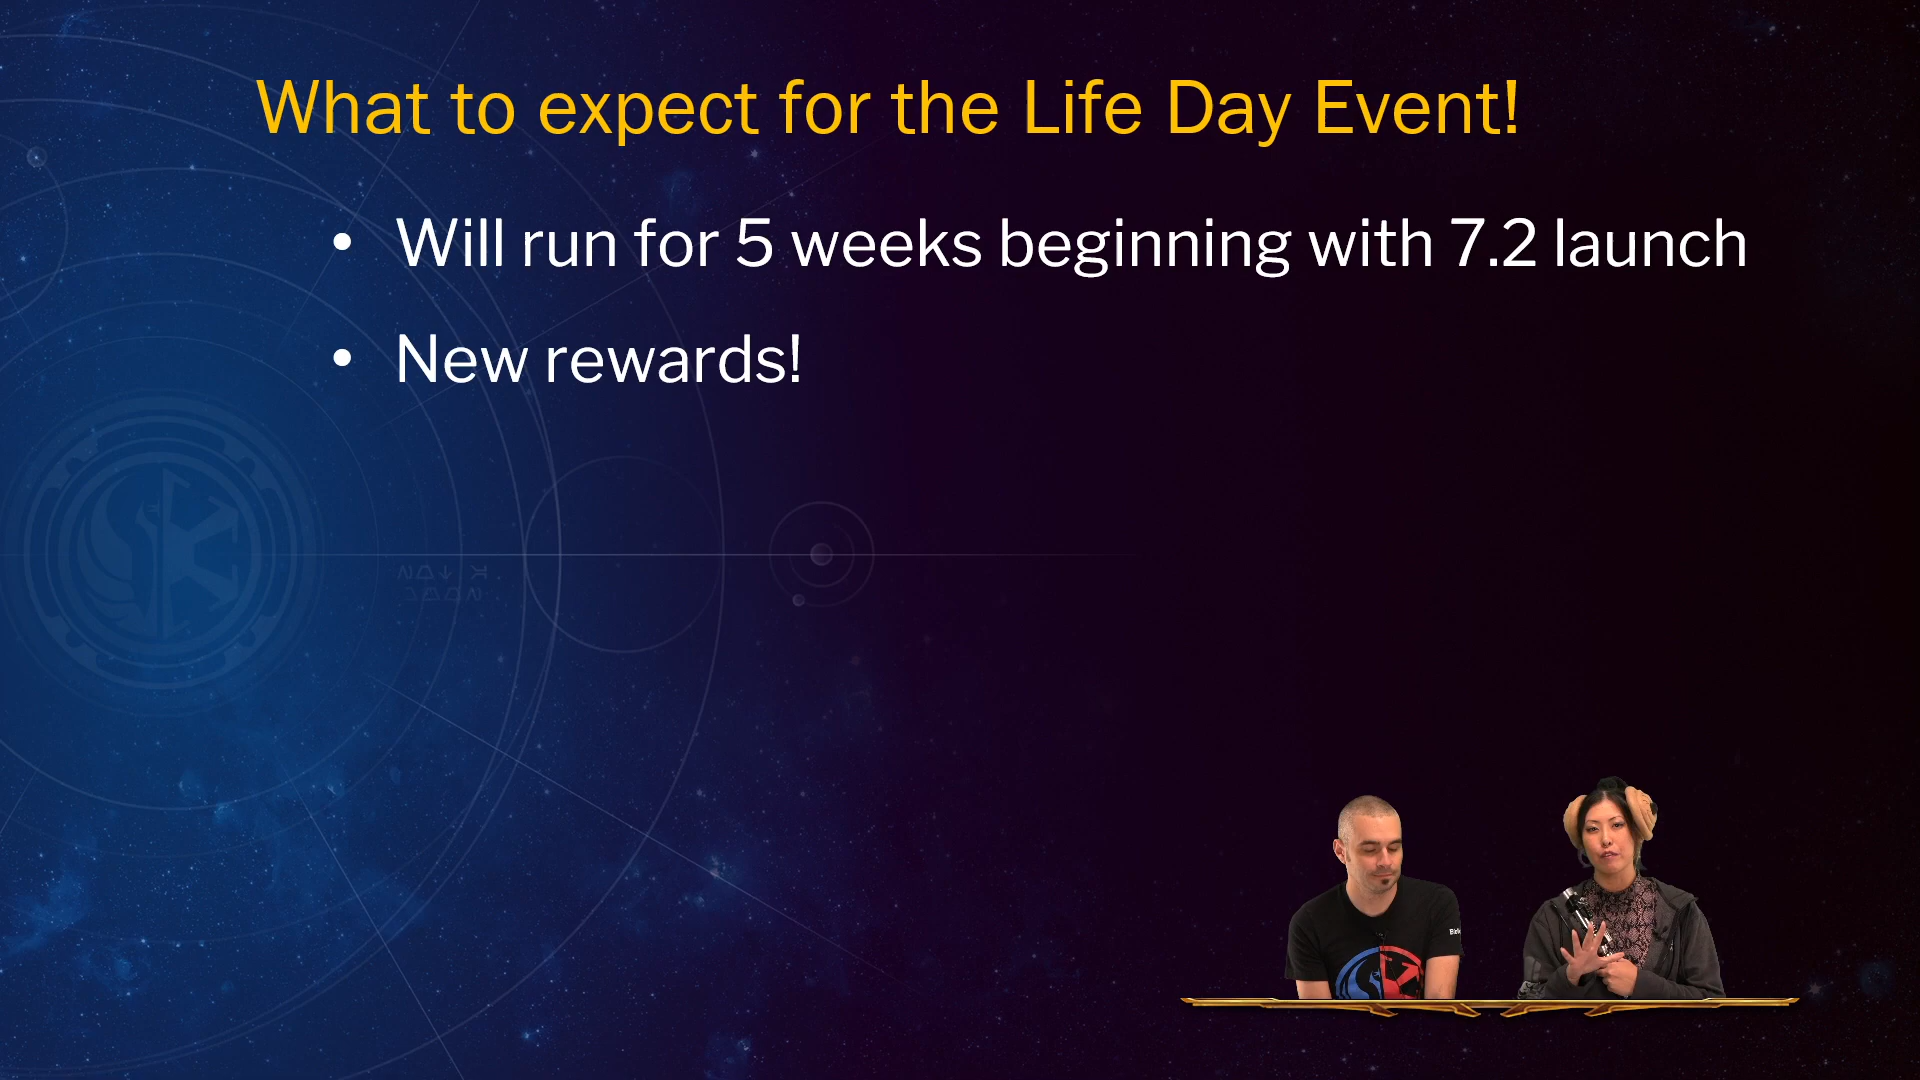 What to expect for the Life Day Event!
• Will run for 5 weeks beginning with 7.2 launch
• New rewards!